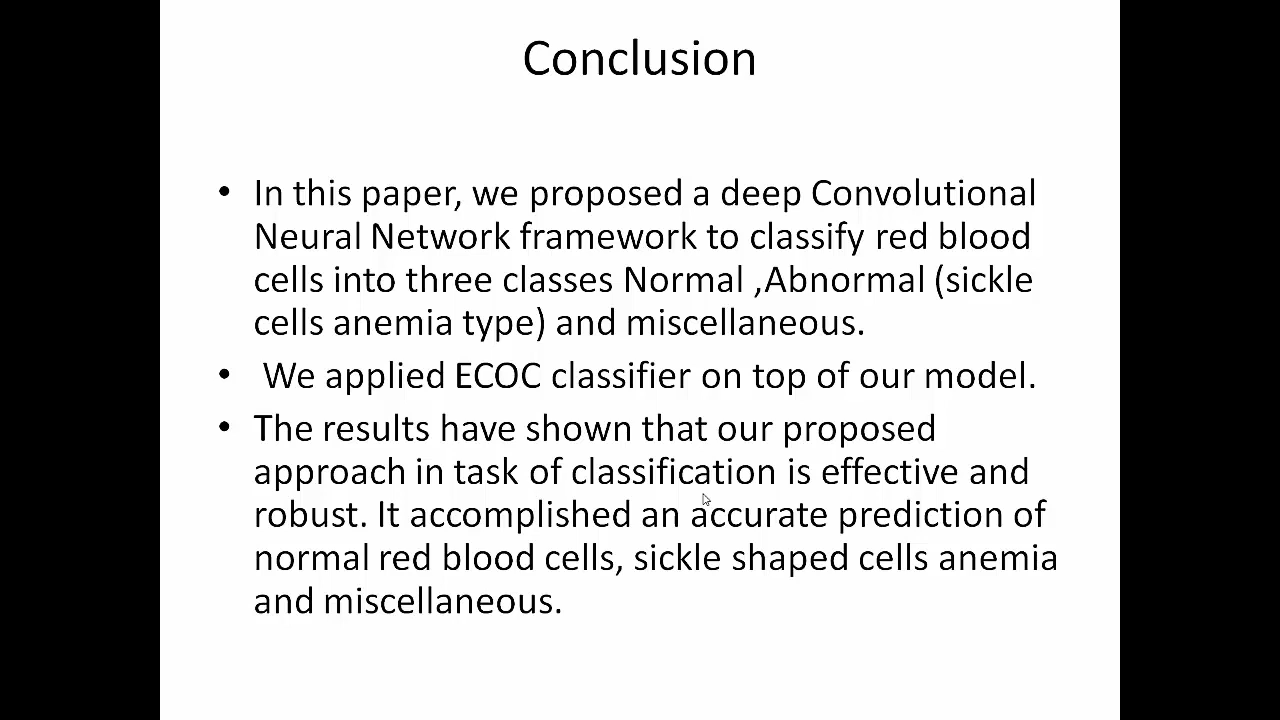 Conclusion
• In this paper, we proposed a deep Convolutional
Neural Network framework to classify red blood
cells into three classes Normal ,Abnormal (sickle
cells anemia type) and miscellaneous.
• We applied ECOC classifier on top of our model.
• The results have shown that our proposed
approach in task of classification is effective and
robust. It accomplished an accurate prediction of
normal red blood cells, sickle shaped cells anemia
and miscellaneous.